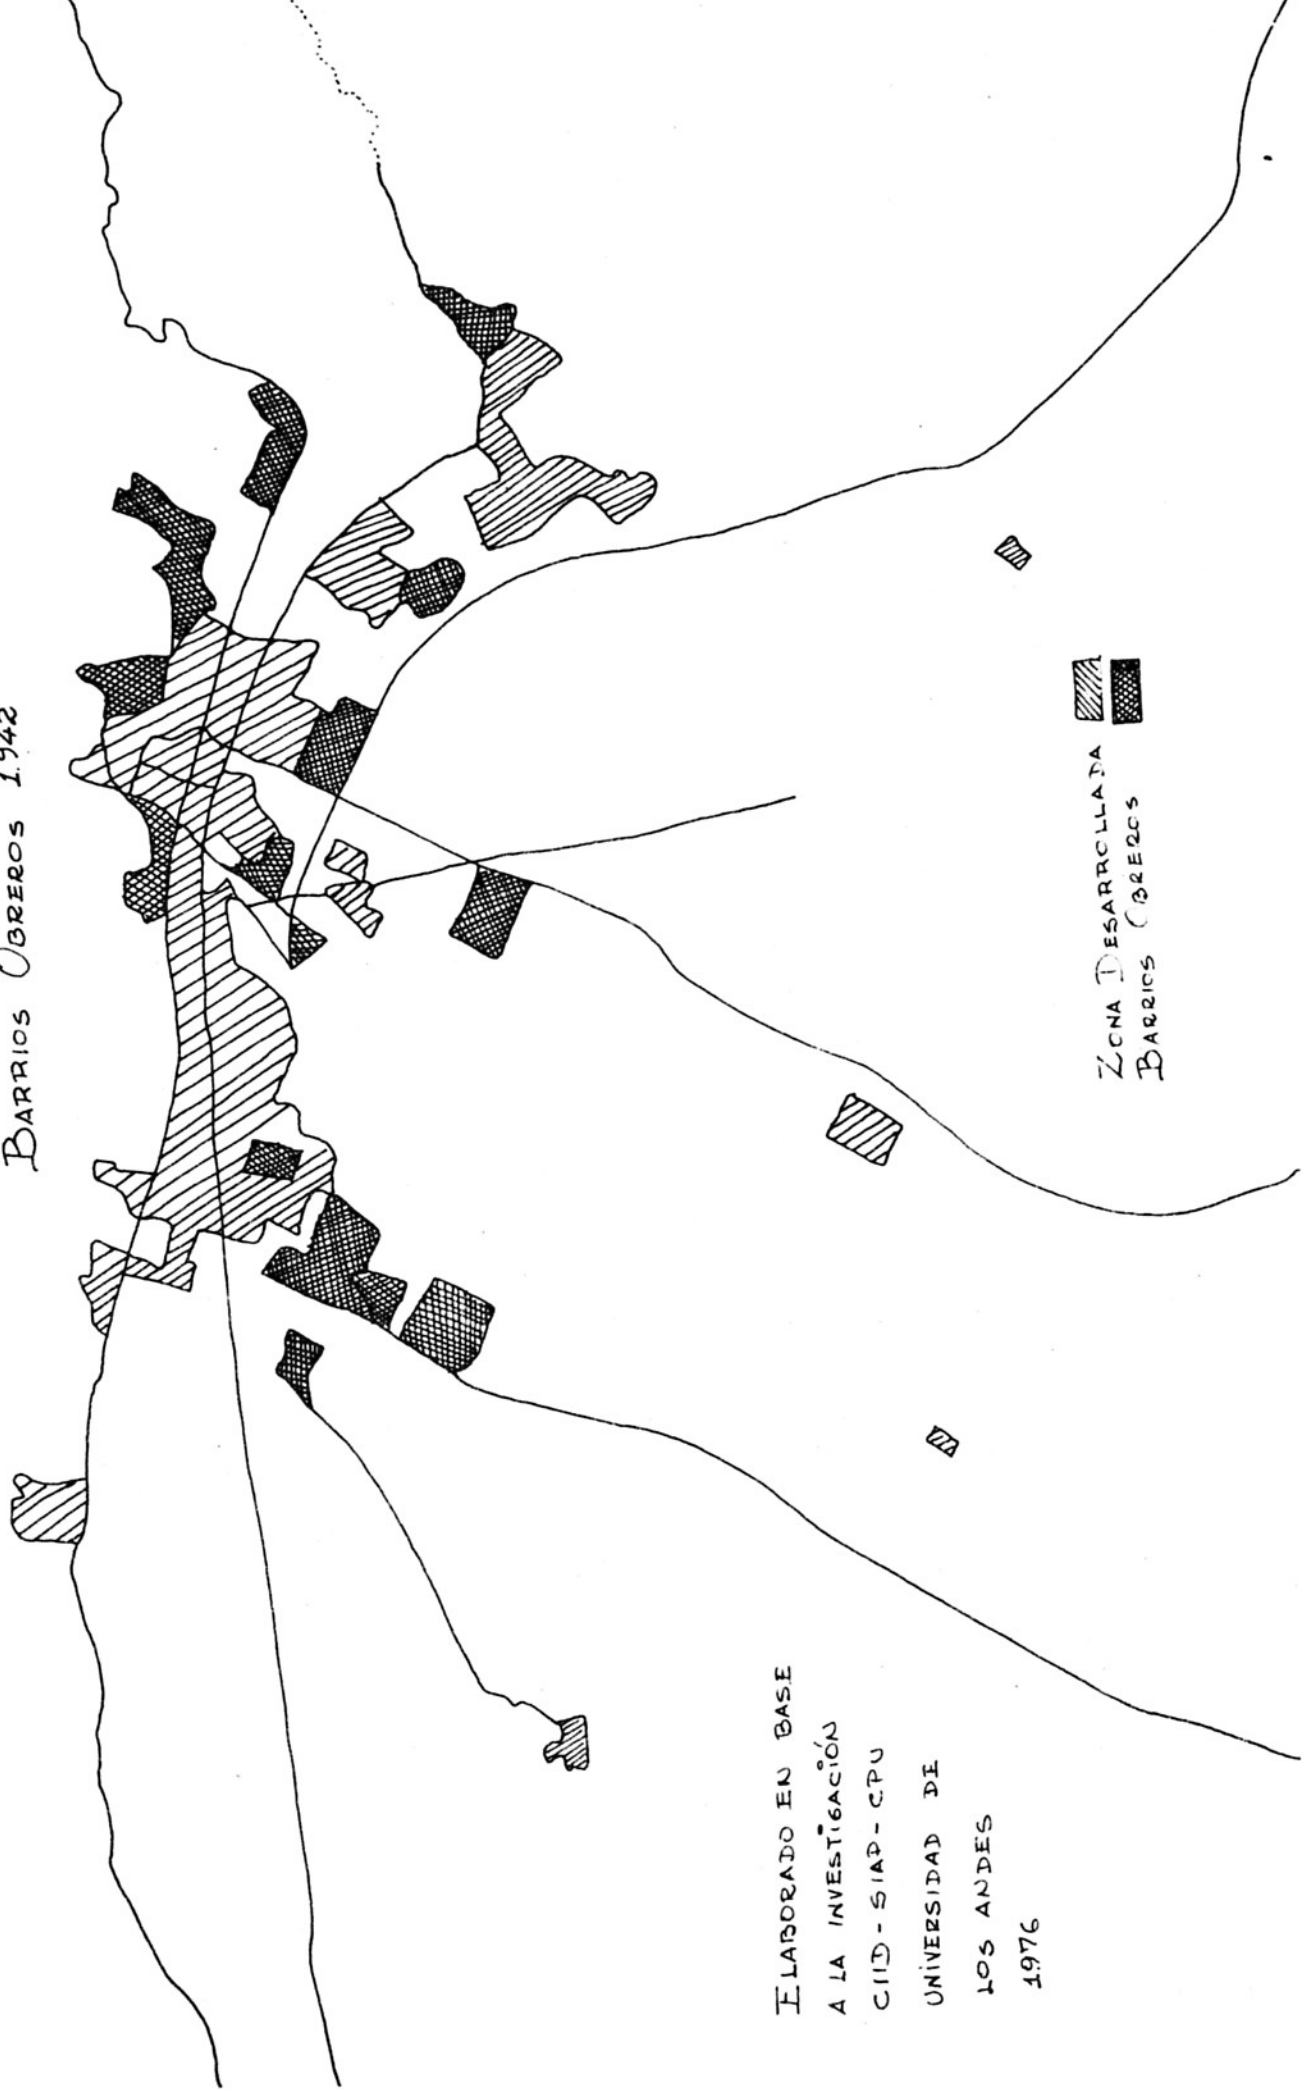 BARRIOS OBREROS 1942
ZONA DESARROLLADA
BARRIOS OBREROS
ELABORADO EN BASE
A LA INVESTIGACIÓN
CIID - SIAP - CPU
UNIVERSIDAD DE
LOS ANDES
1976